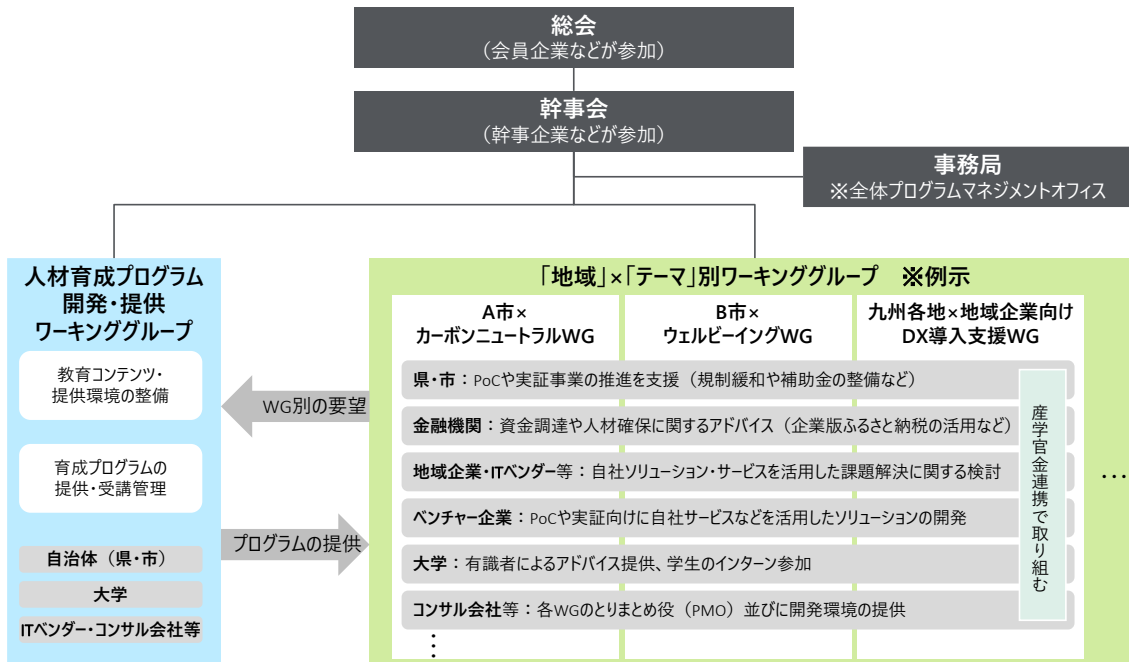 総会
（会員企業などが参加）
幹事会
（幹事企業などが参加）
事務局
※全体プログラムマネジメントオフィス
人材育成プログラム
開発・提供
ワーキンググループ
教育コンテンツ・
提供環境の整備
育成プログラムの
提供・受講管理
自治体（県・市）
大学
ITベンダー・コンサル会社等
WG別の要望
プログラムの提供
「地域」×「テーマ」別ワーキンググループ　※例示
A市×
カーボンニュートラルWG
B市×
ウェルビーイングWG
九州各地×地域企業向け
DX導入支援WG
県・市：PoCや実証事業の推進を支援（規制緩和や補助金の整備など）
金融機関：資金調達や人材確保に関するアドバイス（企業版ふるさと納税の活用など）
地域企業・ITベンダー等：自社ソリューション・サービスを活用した課題解決に関する検討
ベンチャー企業：PoCや実証向けに自社サービスなどを活用したソリューションの開発
大学：有識者によるアドバイス提供、学生のインターン参加
コンサル会社等：各WGのとりまとめ役（PMO）並びに開発環境の提供
⋮
産学官金連携で取り組む
…